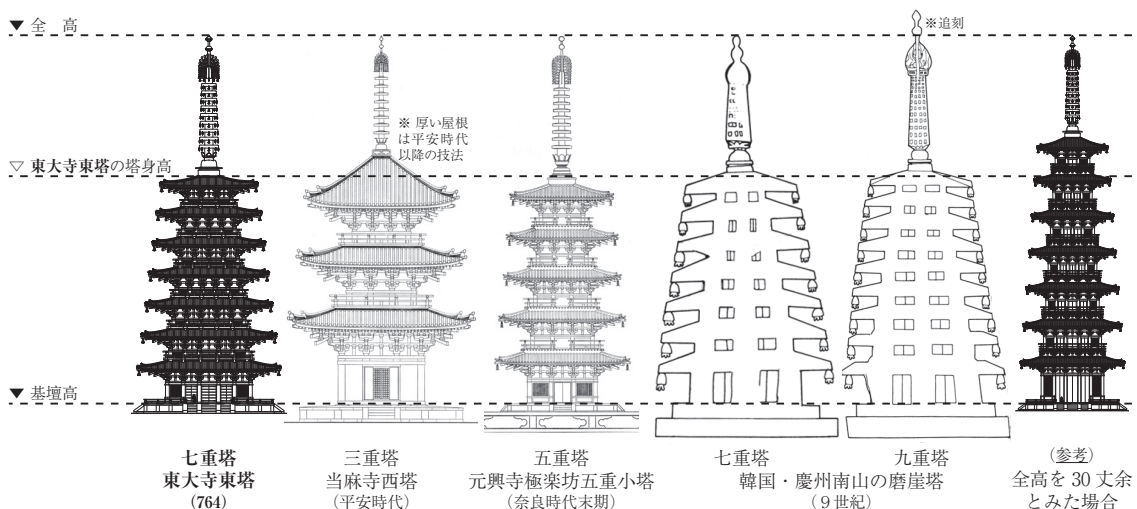 ▼ 全 高
※追刻
※ 厚い屋根
は平安時代
以降の技法
▽ 東大寺東塔の塔身高
▼ 基壇高
七重塔
東大寺東塔
(764)
三重塔
当麻寺西塔
(平安時代)
五重塔
元興寺極楽坊五重小塔
(奈良時代末期)
七重塔
九重塔
韓国・慶州南山の磨崖塔
(9世紀)
(参考)
全高を 30 丈余
とみた場合